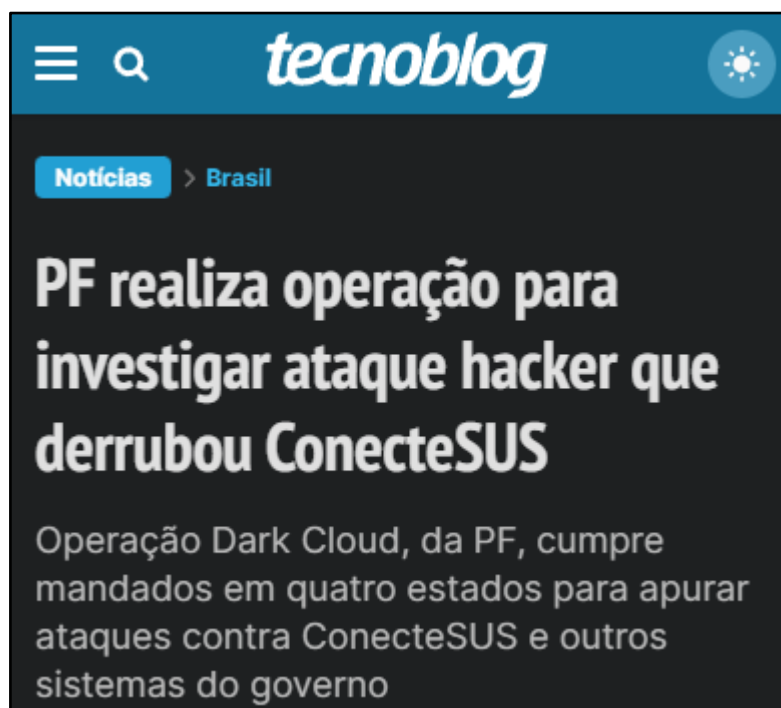 tecnoblog
Notícias > Brasil
PF realiza operação para
investigar ataque hacker que
derrubou ConecteSUS
Operação Dark Cloud, da PF, cumpre
mandados em quatro estados para apurar
ataques contra ConecteSUS e outros
sistemas do governo